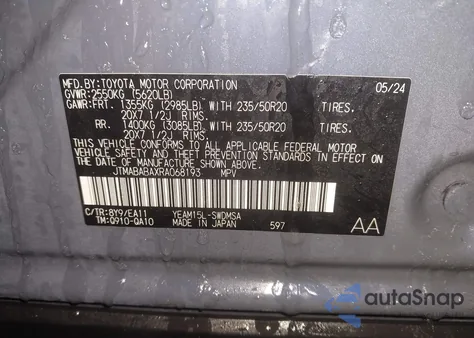 MFD.BY:TOYOTA MOTOR CORPORATION 05/24
GVWR:2550KG (5620LB)
GAWR:FRT. 1355KG (2985LB) WITH 235/50R20 TIRES.
20X7 1/2J RIMS.
RR. 1400KG (3085LB) WITH 235/50R20 TIRES.
20X7 1/2J RIMS.
THIS VEHICLE CONFORMS TO ALL APPLICABLE FEDERAL MOTOR
VEHICLE SAFETY AND THEFT PREVENTION STANDARDS IN EFFECT
ON THE DATE OF MANUFACTURE SHOWN ABOVE.
JTMABABAXRA068193 MPV
C/TR:8Y9/EA11 YEAM15L-SWDMSA
TM:Q910-QA10 MADE IN JAPAN 597 AA
autoSnap